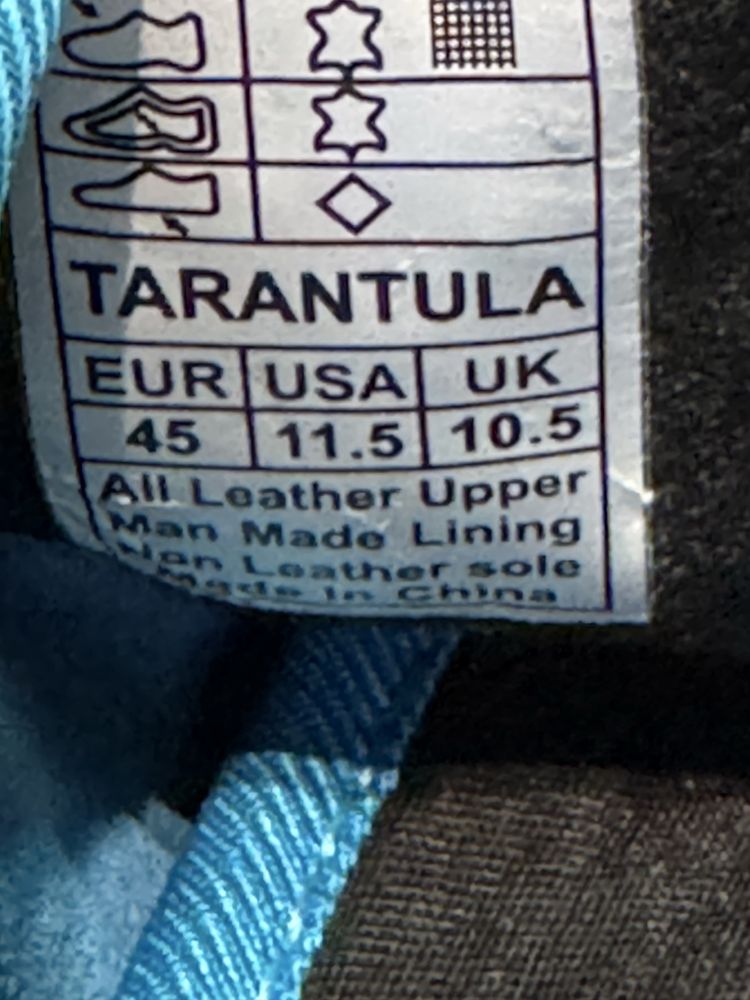 TARANTULA
EUR USA UK
45 11.5 10.5
All Leather Upper
Man Made Lining
Non Leather sole
Made In China